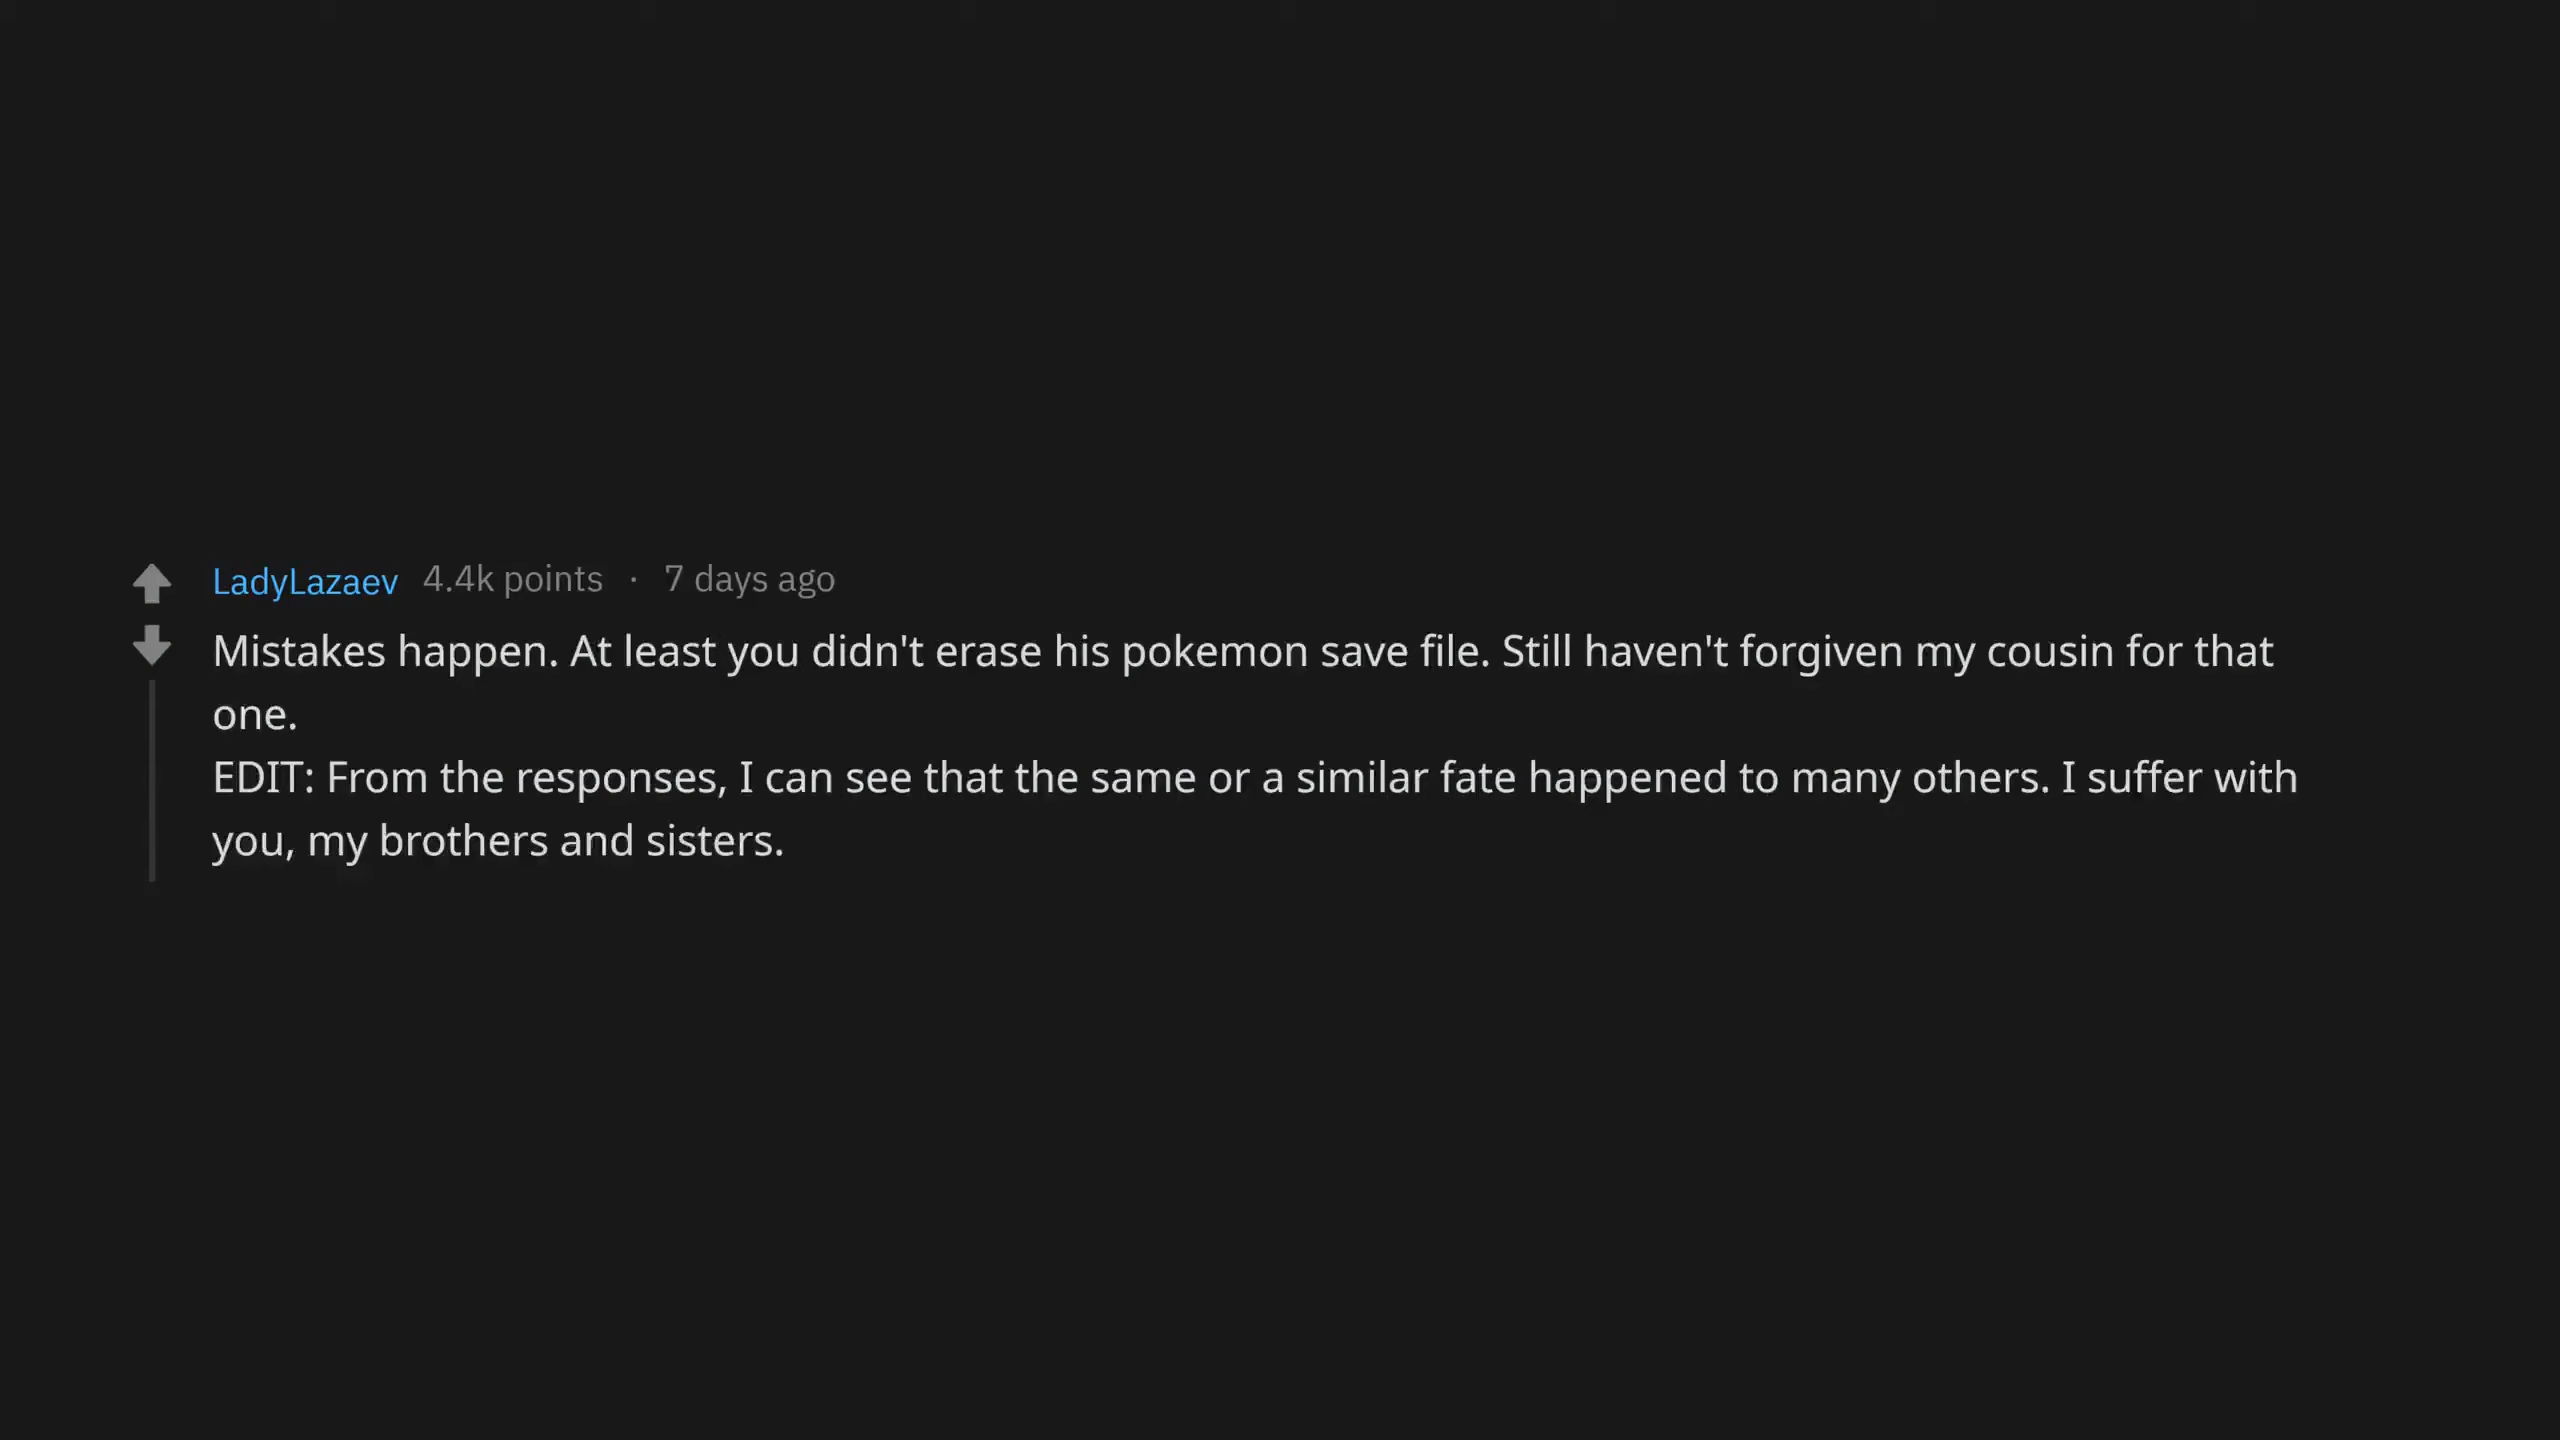 LadyLazaev 4.4k points · 7 days ago
Mistakes happen. At least you didn't erase his pokemon save file. Still haven't forgiven my cousin for that
one.
EDIT: From the responses, I can see that the same or a similar fate happened to many others. I suffer with
you, my brothers and sisters.